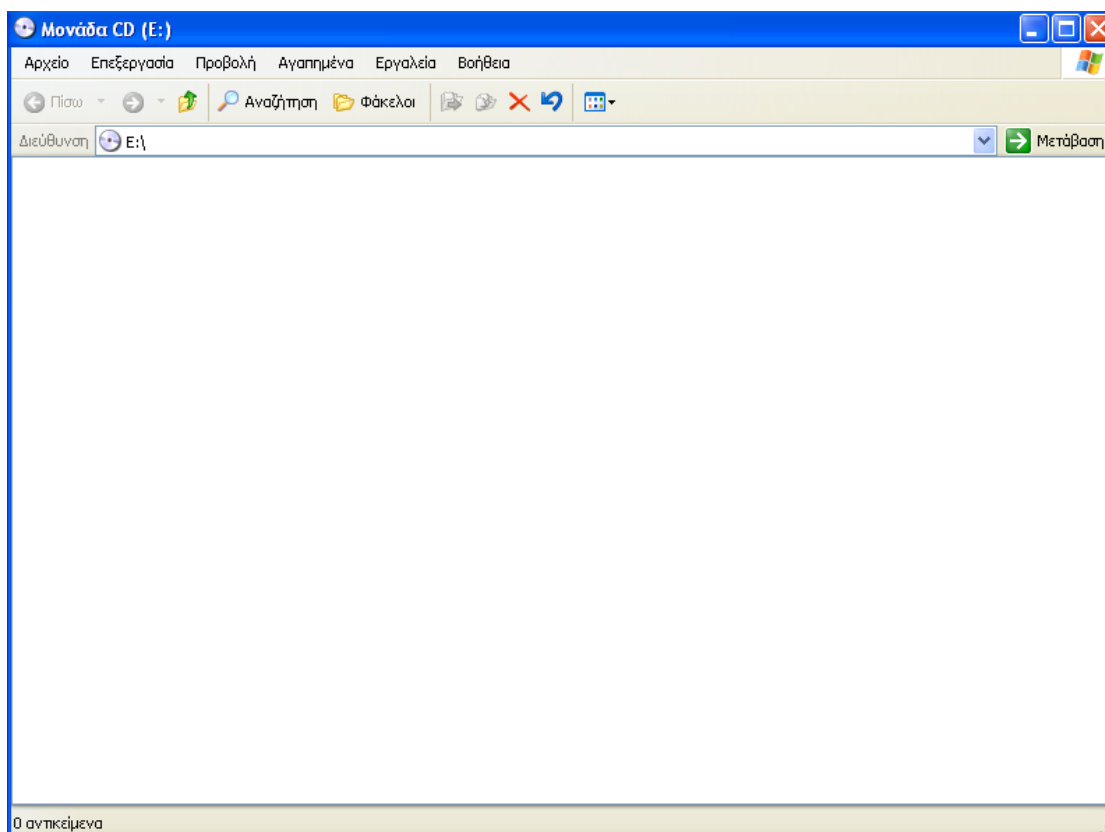 Μονάδα CD (E:)
Αρχείο Επεξεργασία Προβολή Αγαπημένα Εργαλεία Βοήθεια
Πίσω Αναζήτηση Φάκελοι
Διεύθυνση E:\ Μετάβαση
0 αντικείμενα